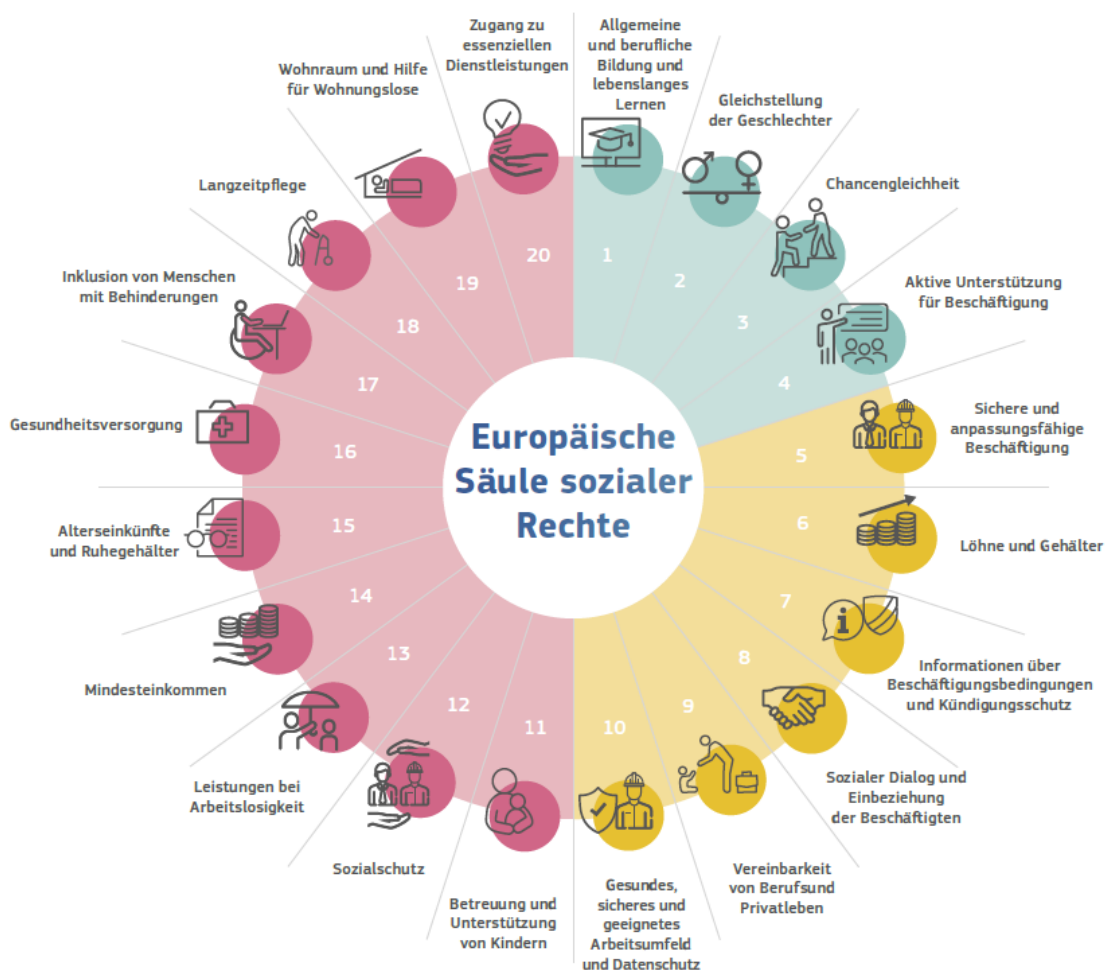 Europäische
Säule sozialer
Rechte
1
Allgemeine
und berufliche
Bildung und
lebenslanges
Lernen
2
Gleichstellung
der Geschlechter
3
Chancengleichheit
4
Aktive Unterstützung
für Beschäftigung
5
Sichere und
anpassungsfähige
Beschäftigung
6
Löhne und Gehälter
7
Informationen über
Beschäftigungsbedingungen
und Kündigungsschutz
8
Sozialer Dialog und
Einbeziehung
der Beschäftigten
9
Vereinbarkeit
von Berufsund
Privatleben
10
Gesundes,
sicheres und
geeignetes
Arbeitsumfeld
und Datenschutz
11
Betreuung und
Unterstützung
von Kindern
12
Sozialschutz
13
Leistungen bei
Arbeitslosigkeit
14
Mindesteinkommen
15
Alterseinkünfte
und Ruhegehälter
16
Gesundheitsversorgung
17
Inklusion von Menschen
mit Behinderungen
18
Langzeitpflege
19
Wohnraum und Hilfe
für Wohnungslose
20
Zugang zu
essenziellen
Dienstleistungen
i